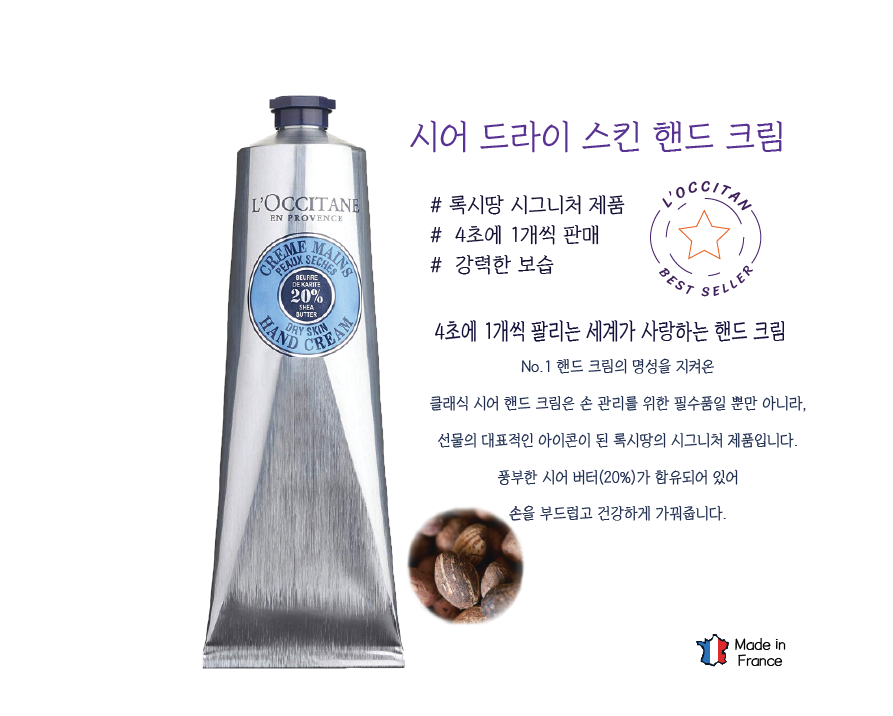 시어 드라이 스킨 핸드 크림
L'OCCITANE
EN PROVENCE
CREME MAINS
PEAUX SECHES
BEURRE
DE KARITE
20%
SHEA
BUTTER
DRY SKIN
HAND CREAM
# 록시땅 시그니처 제품
# 4초에 1개씩 판매
# 강력한 보습
L'OCCITAN
BEST SELLER
4초에 1개씩 팔리는 세계가 사랑하는 핸드 크림
No.1 핸드 크림의 명성을 지켜온
클래식 시어 핸드 크림은 손 관리를 위한 필수품일 뿐만 아니라,
선물의 대표적인 아이콘이 된 록시땅의 시그니처 제품입니다.
풍부한 시어 버터(20%)가 함유되어 있어
손을 부드럽고 건강하게 가꿔줍니다.
Made in
France